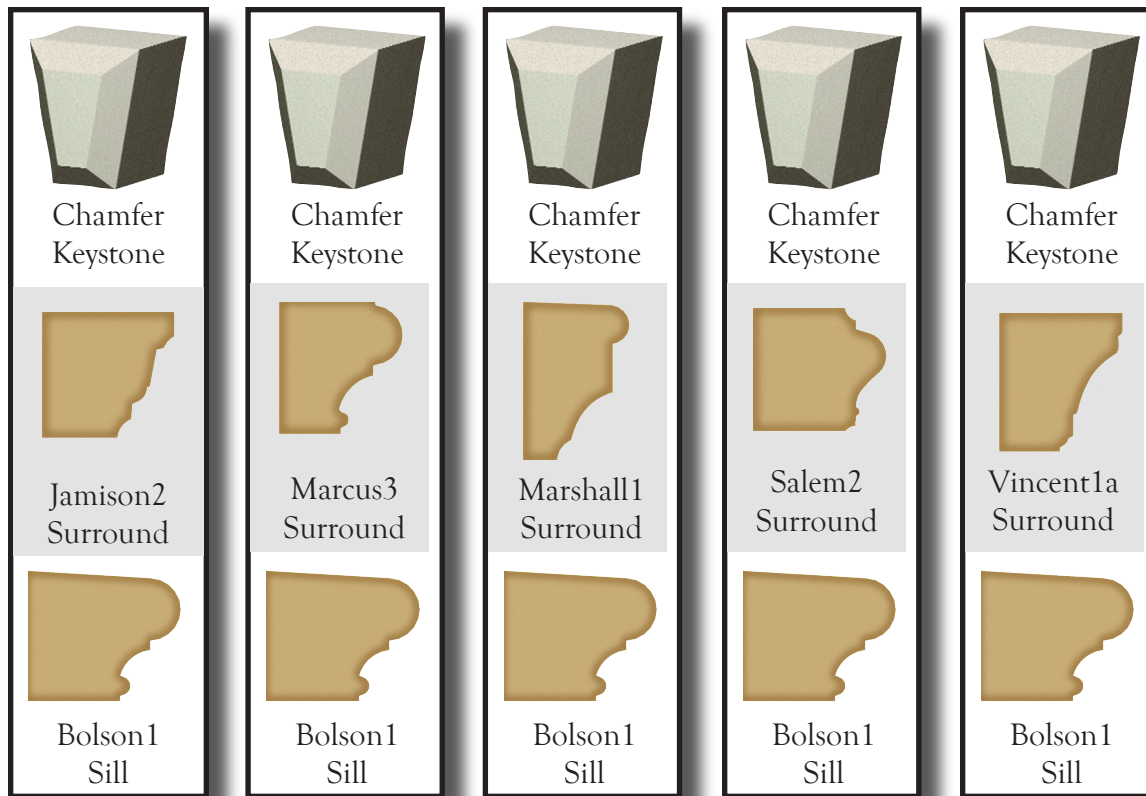 Chamfer
Keystone
Jamison2
Surround
Bolson1
Sill
Chamfer
Keystone
Marcus3
Surround
Bolson1
Sill
Chamfer
Keystone
Marshall1
Surround
Bolson1
Sill
Chamfer
Keystone
Salem2
Surround
Bolson1
Sill
Chamfer
Keystone
Vincent1a
Surround
Bolson1
Sill